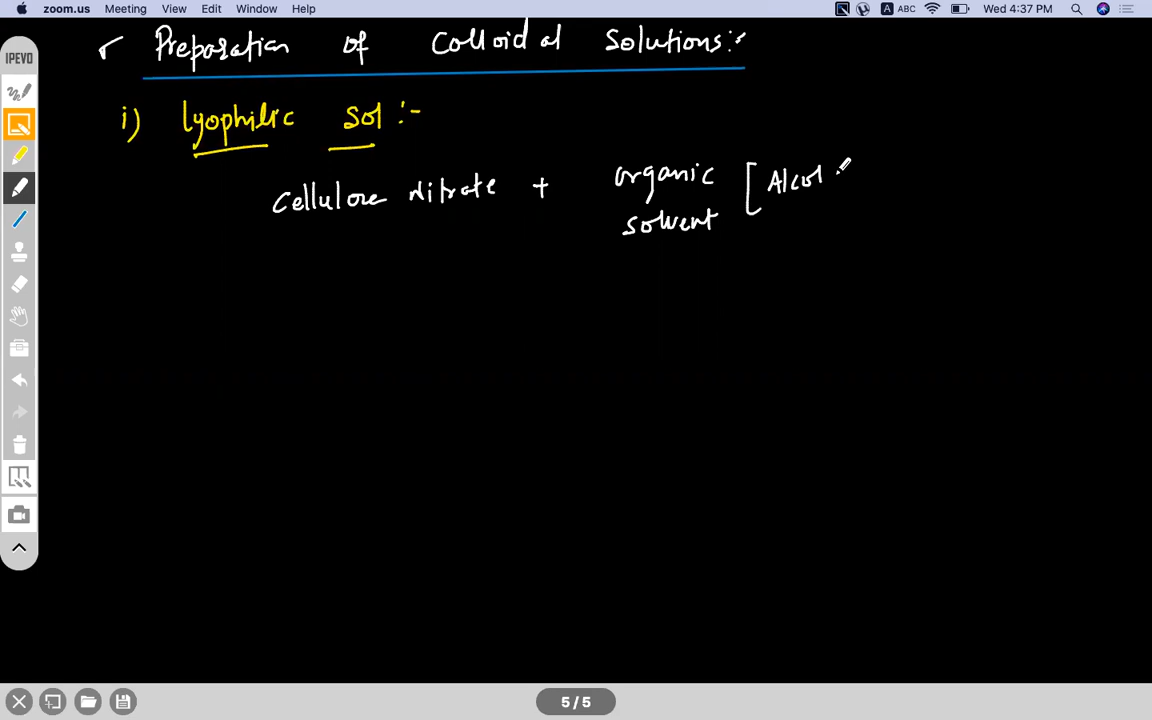 zoom.us Meeting View Edit Window Help A ABC Wed 4:37 PM
IPEVO
Preparation of Colloidal Solutions:-
i) lyophilic sol :-
Cellulose Nitrate + organic [Alcol
solvent
5/5